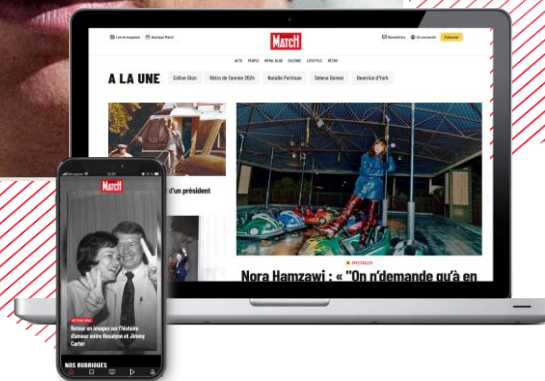 Lire le magazine
Boutique Match
MATCH
Newsletters
Se connecter
S'abonner
ACTU PEOPLE ROYAL BLOG CULTURE LIFESTYLE RÉTRO
A LA UNE
Céline Dion
Rétro de l'année 2024
Natalie Portman
Selena Gomez
Beatrice d'York
d'un président
SPECTACLES
Nora Hamzawi : « "On n'demande qu'à en
MATCH
Retour en images sur l'histoire
d'amour entre Rosalynn et Jimmy
Carter
NOS RUBRIQUES